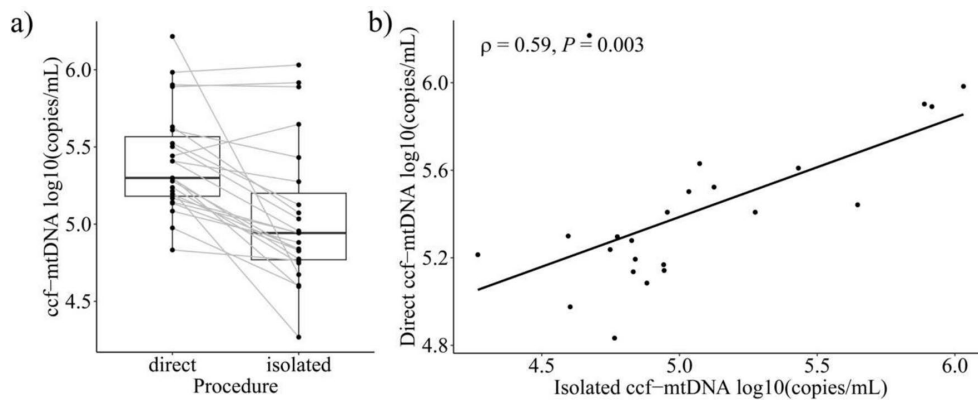 a)
ccf−mtDNA log10(copies/mL)
6.0
5.5
5.0
4.5
direct isolated
Procedure
b)
ρ = 0.59, P = 0.003
Direct ccf−mtDNA log10(copies/mL)
6.0
5.6
5.2
4.8
4.5 5.0 5.5 6.0
Isolated ccf−mtDNA log10(copies/mL)